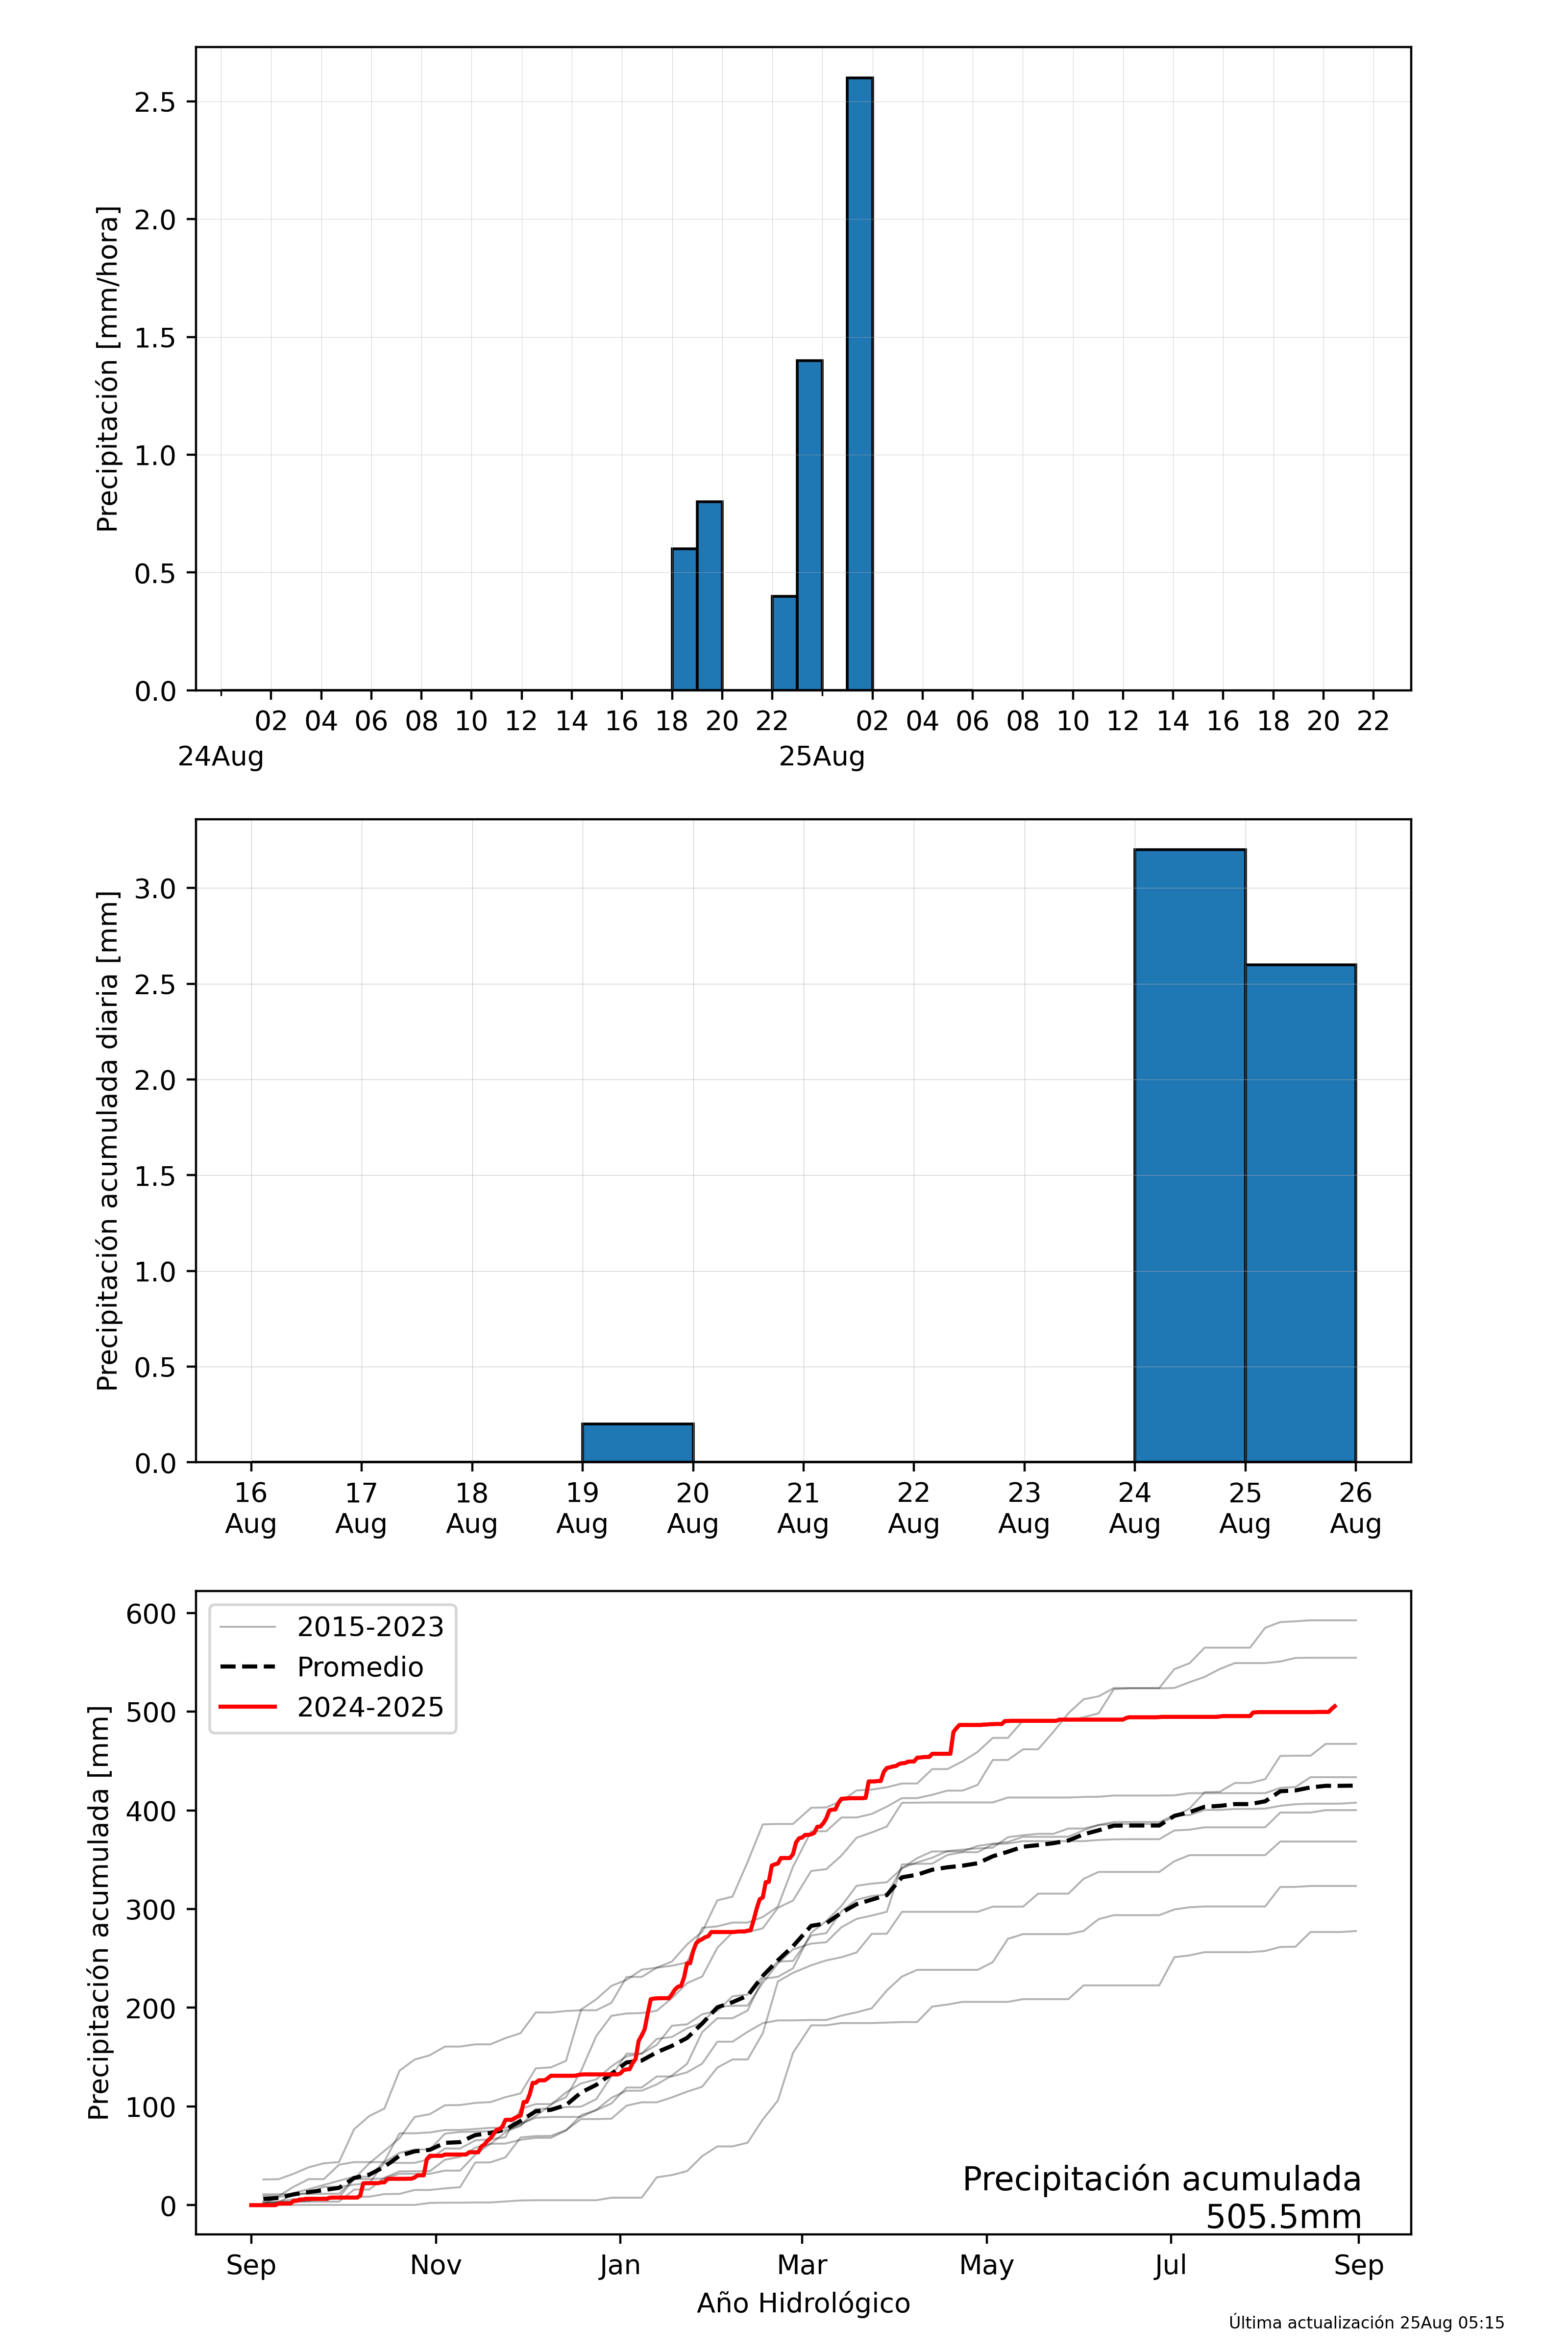 Precipitación [mm/hora]
2.5
2.0
1.5
1.0
0.5
0.0
02 04 06 08 10 12 14 16 18 20 22 02 04 06 08 10 12 14 16 18 20 22
24Aug 25Aug
Precipitación acumulada diaria [mm]
3.0
2.5
2.0
1.5
1.0
0.5
0.0
16 17 18 19 20 21 22 23 24 25 26
Aug Aug Aug Aug Aug Aug Aug Aug Aug Aug Aug
Precipitación acumulada [mm]
600
500
400
300
200
100
0
2015-2023
Promedio
2024-2025
Precipitación acumulada
505.5mm
Sep Nov Jan Mar May Jul Sep
Año Hidrológico
Última actualización 25Aug 05:15